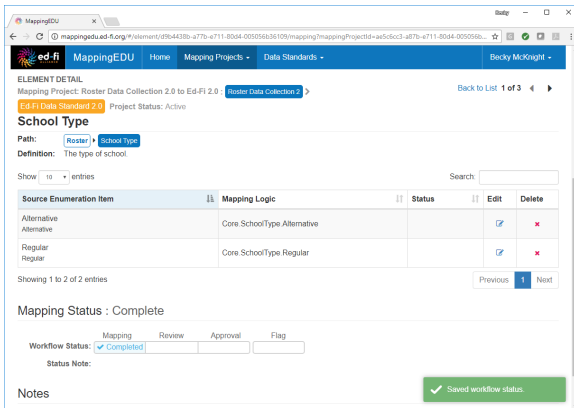 Becky
MappingEDU
mappingedu.ed-fi.org/#/element/d9b4438b-a77b-e711-80d4-005056b36109/mapping?mappingProjectId=ae5c6cc3-a87b-e711-80d4-005056b...
ed-fi ALLIANCE MappingEDU Home Mapping Projects Data Standards Becky McKnight
ELEMENT DETAIL
Mapping Project: Roster Data Collection 2.0 to Ed-Fi 2.0 : Roster Data Collection 2 Back to List 1 of 3
Ed-Fi Data Standard 2.0 Project Status: Active
School Type
Path: Roster School Type
Definition: The type of school.
Show 10 entries Search:
Source Enumeration Item Mapping Logic Status Edit Delete
Alternative
Alternative Core.SchoolType.Alternative
Regular
Regular Core.SchoolType.Regular
Showing 1 to 2 of 2 entries Previous 1 Next
Mapping Status : Complete
Mapping Review Approval Flag
Workflow Status: Completed
Status Note:
Saved workflow status.
Notes